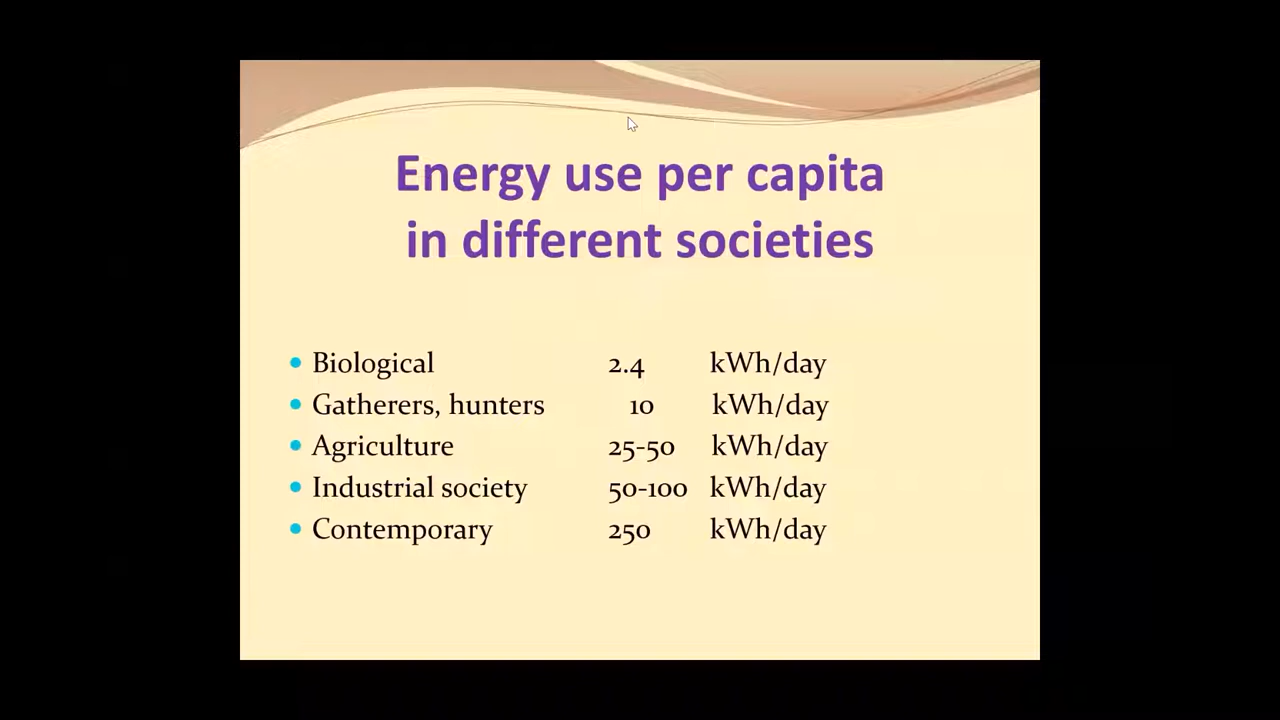 Energy use per capita
in different societies
• Biological 2.4 kWh/day
• Gatherers, hunters 10 kWh/day
• Agriculture 25-50 kWh/day
• Industrial society 50-100 kWh/day
• Contemporary 250 kWh/day